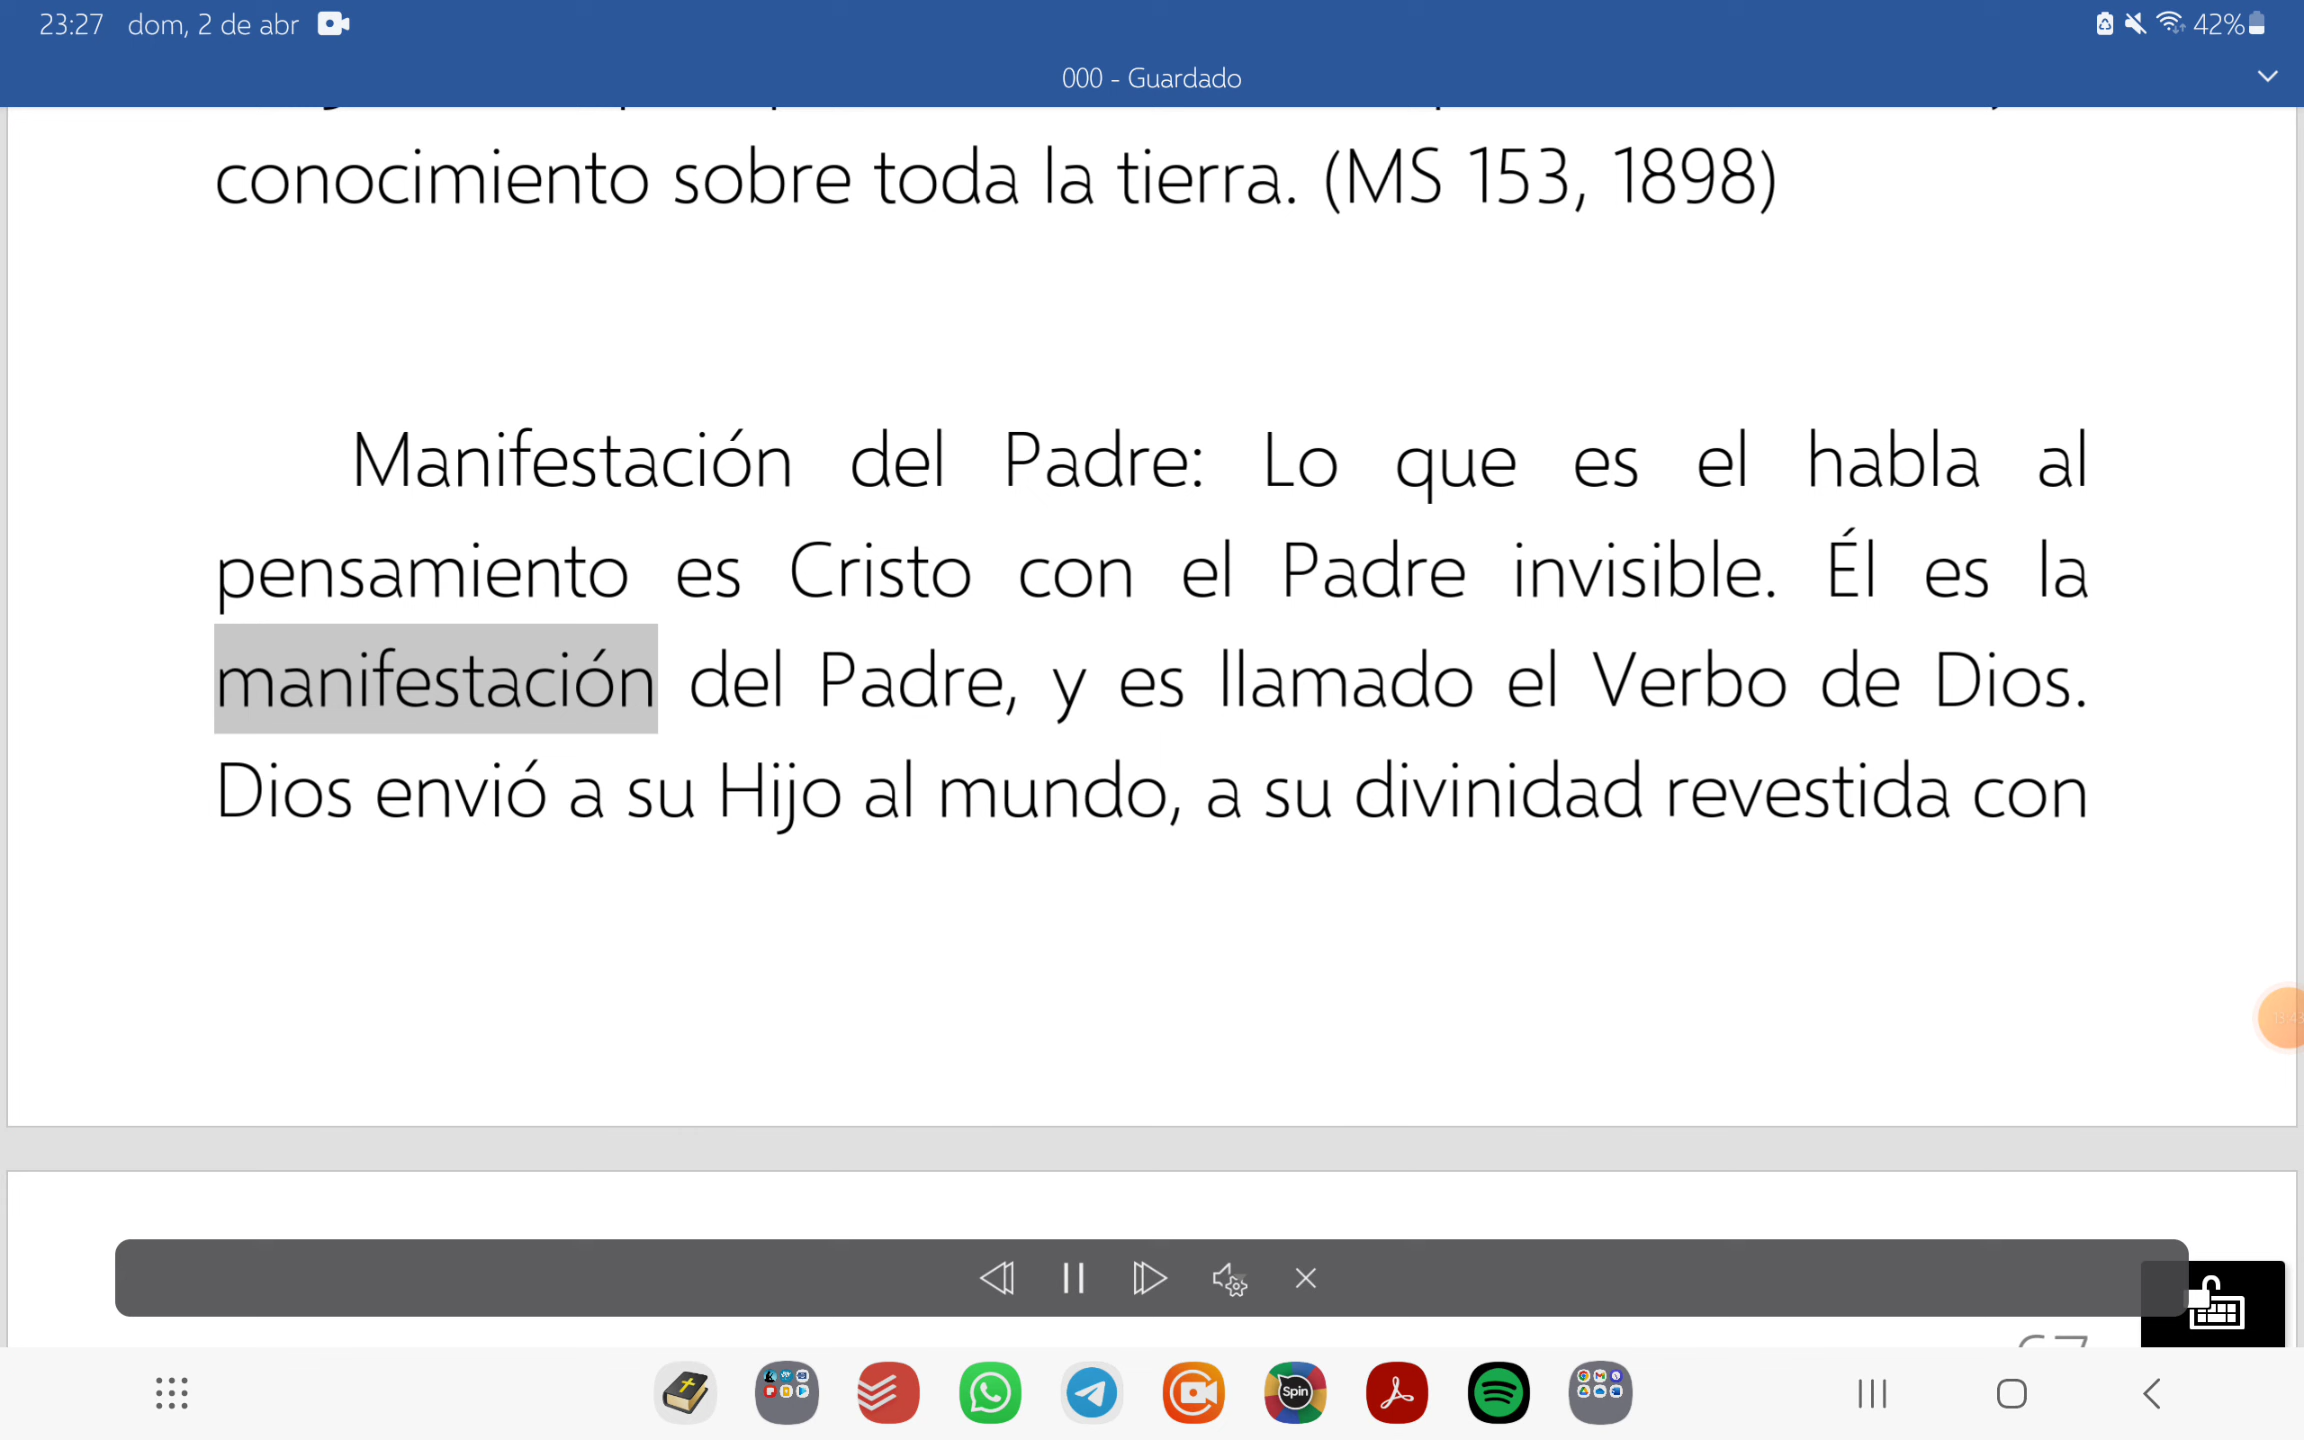 23:27 dom, 2 de abr 42%
000 - Guardado
conocimiento sobre toda la tierra. (MS 153, 1898)
Manifestación del Padre: Lo que es el habla al
pensamiento es Cristo con el Padre invisible. Él es la
manifestación del Padre, y es llamado el Verbo de Dios.
Dios envió a su Hijo al mundo, a su divinidad revestida con
Spin